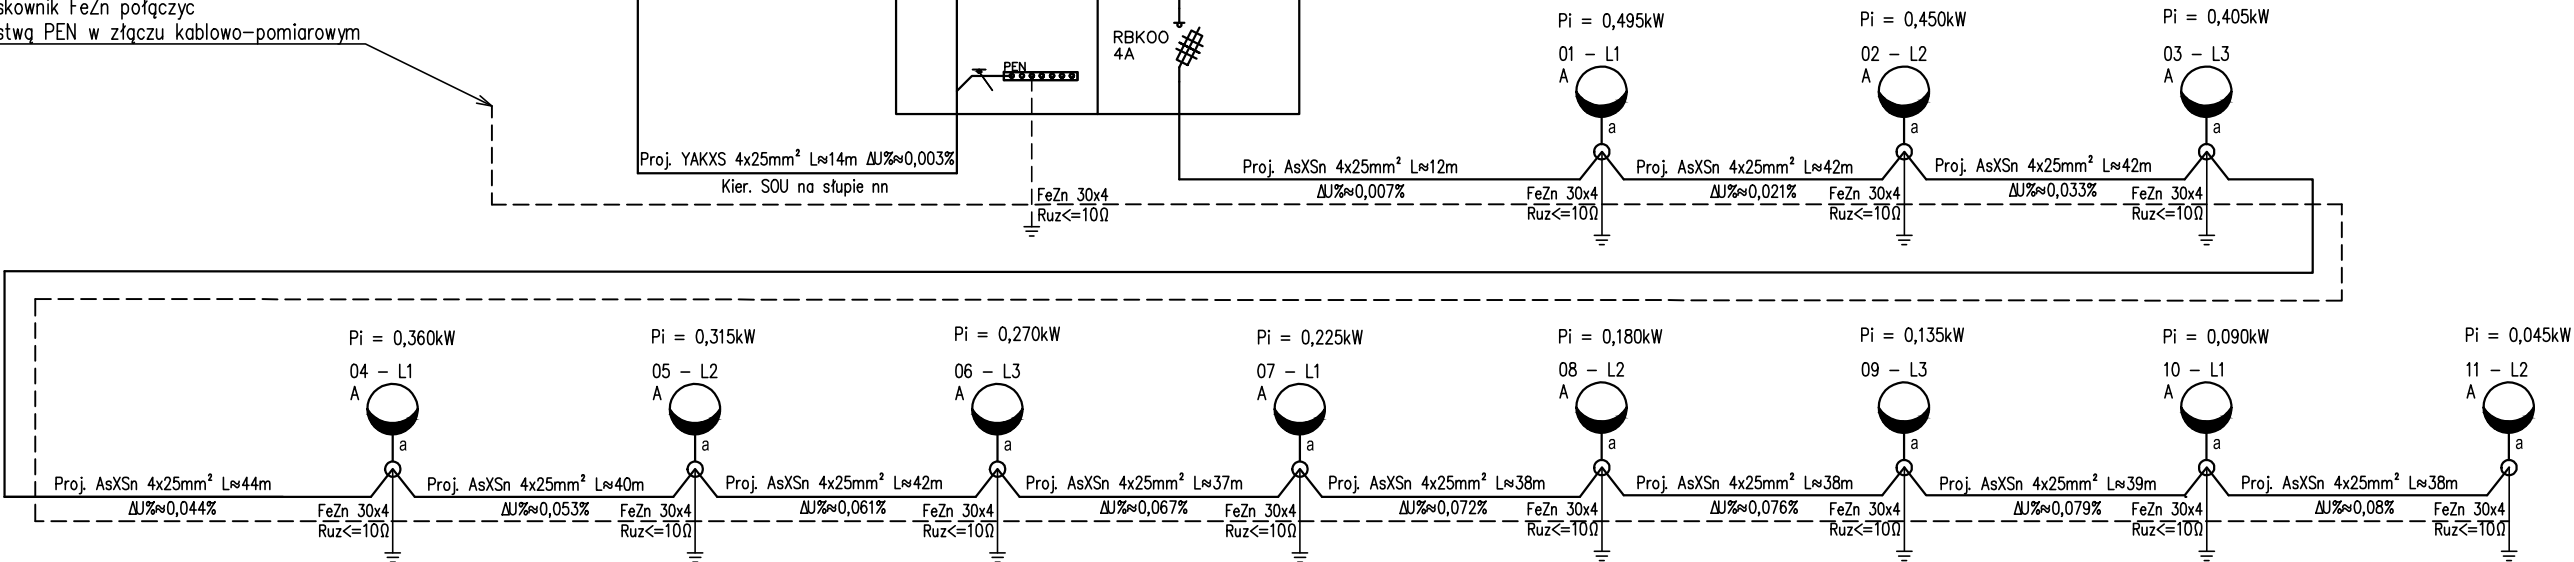 FeZn połączyc
PEN w złączu kablowo-pomiarowym
PEN
RBK00
4A
Proj. YAKXS 4x25mm² L≈14m ΔU%≈0,003%
Kier. SOU na słupie nn
FeZn 30x4
Ruz<=10Ω
Proj. AsXSn 4x25mm² L≈12m
ΔU%≈0,007%
Pi = 0,495kW
01 - L1
A
a
FeZn 30x4
Ruz<=10Ω
Proj. AsXSn 4x25mm² L≈42m
ΔU%≈0,021%
Pi = 0,450kW
02 - L2
A
a
FeZn 30x4
Ruz<=10Ω
Proj. AsXSn 4x25mm² L≈42m
ΔU%≈0,033%
Pi = 0,405kW
03 - L3
A
a
FeZn 30x4
Ruz<=10Ω
Proj. AsXSn 4x25mm² L≈44m
ΔU%≈0,044%
Pi = 0,360kW
04 - L1
A
a
FeZn 30x4
Ruz<=10Ω
Proj. AsXSn 4x25mm² L≈40m
ΔU%≈0,053%
Pi = 0,315kW
05 - L2
A
a
FeZn 30x4
Ruz<=10Ω
Proj. AsXSn 4x25mm² L≈42m
ΔU%≈0,061%
Pi = 0,270kW
06 - L3
A
a
FeZn 30x4
Ruz<=10Ω
Proj. AsXSn 4x25mm² L≈37m
ΔU%≈0,067%
Pi = 0,225kW
07 - L1
A
a
FeZn 30x4
Ruz<=10Ω
Proj. AsXSn 4x25mm² L≈38m
ΔU%≈0,072%
Pi = 0,180kW
08 - L2
A
a
FeZn 30x4
Ruz<=10Ω
Proj. AsXSn 4x25mm² L≈38m
ΔU%≈0,076%
Pi = 0,135kW
09 - L3
A
a
FeZn 30x4
Ruz<=10Ω
Proj. AsXSn 4x25mm² L≈39m
ΔU%≈0,079%
Pi = 0,090kW
10 - L1
A
a
FeZn 30x4
Ruz<=10Ω
Proj. AsXSn 4x25mm² L≈38m
ΔU%≈0,08%
Pi = 0,045kW
11 - L2
A
a
FeZn 30x4
Ruz<=10Ω